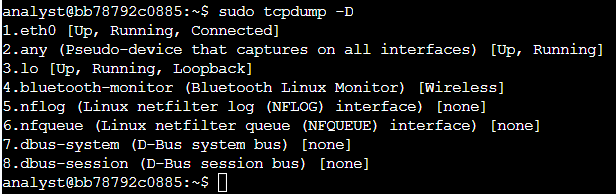 analyst@bb78792c0885:~$ sudo tcpdump -D
1.eth0 [Up, Running, Connected]
2.any (Pseudo-device that captures on all interfaces) [Up, Running]
3.lo [Up, Running, Loopback]
4.bluetooth-monitor (Bluetooth Linux Monitor) [Wireless]
5.nflog (Linux netfilter log (NFLOG) interface) [none]
6.nfqueue (Linux netfilter queue (NFQUEUE) interface) [none]
7.dbus-system (D-Bus system bus) [none]
8.dbus-session (D-Bus session bus) [none]
analyst@bb78792c0885:~$